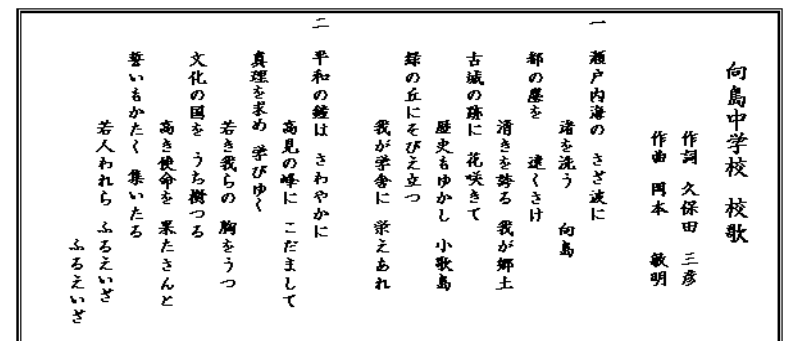 向島中学校 校歌
作詞 久保田 三彦
作曲 岡本 敏明
一 瀬戸内海の さざ波に
渚を洗う 向島
都の塵を 遠くさけ
清きを誇る 我が郷土
古城の跡に 花咲きて
歴史もゆかし 小歌島
緑の丘にそびえ立つ
我が学舎に 栄えあれ
二 平和の鐘は さわやかに
高見の峰に こだまして
真理を求め 学びゆく
若き我らの 胸をうつ
文化の国を うち樹つる
高き使命を 果たさんと
誓いもかたく 集いたる
若人われら ふるえいざ
ふるえいざ